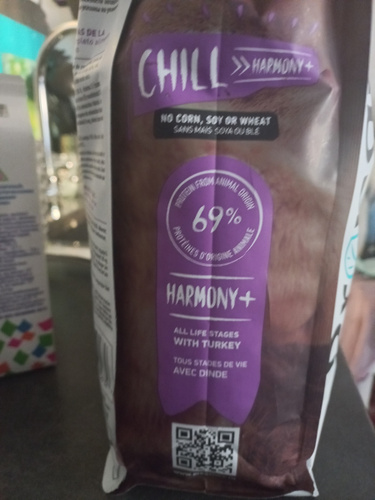 CHILL >> HARMONY+
NO CORN, SOY OR WHEAT
SANS MAÏS, SOYA OU BLÉ
PROTEIN FROM ANIMAL ORIGIN
69%
PROTÉINES D'ORIGINE ANIMALE
HARMONY+
ALL LIFE STAGES
WITH TURKEY
TOUS STADES DE VIE
AVEC DINDE